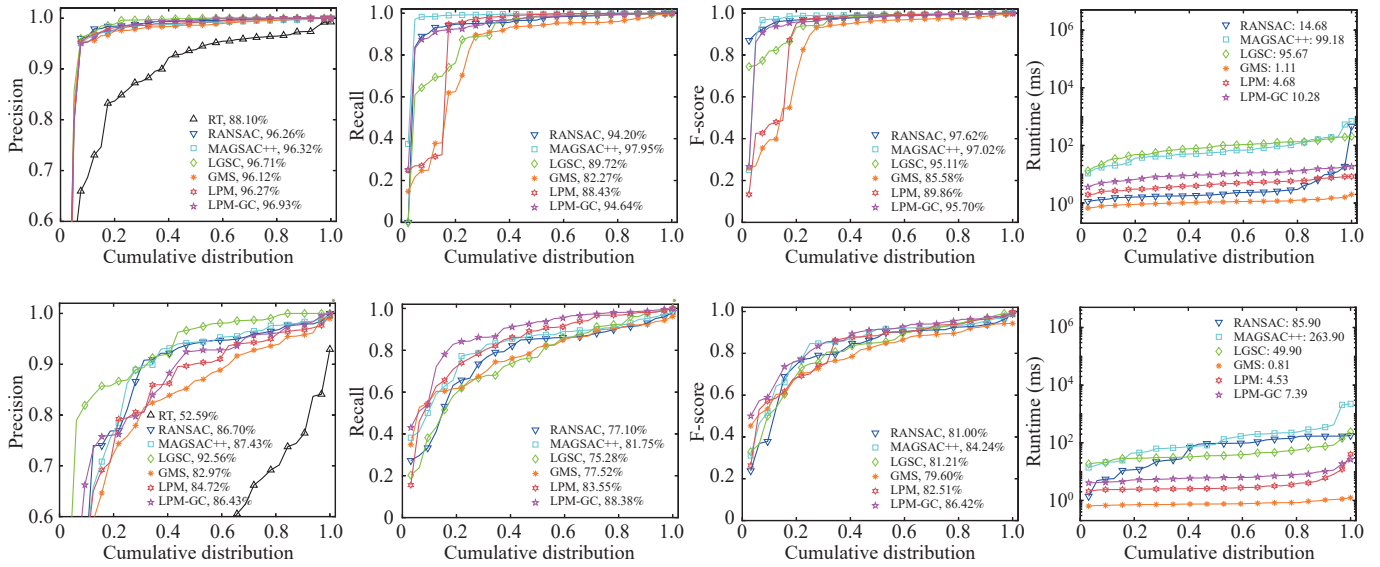 1.0
0.9
0.8
0.7
0.6
Precision
RT, 88.10%
RANSAC, 96.26%
MAGSAC++, 96.32%
LGSC, 96.71%
GMS, 96.12%
LPM, 96.27%
LPM-GC, 96.93%
0 0.2 0.4 0.6 0.8 1.0
Cumulative distribution
1.0
0.8
0.6
0.4
0.2
0
Recall
RANSAC, 94.20%
MAGSAC++, 97.95%
LGSC, 89.72%
GMS, 82.27%
LPM, 88.43%
LPM-GC, 94.64%
0 0.2 0.4 0.6 0.8 1.0
Cumulative distribution
1.0
0.8
0.6
0.4
0.2
0
F-score
RANSAC, 97.62%
MAGSAC++, 97.02%
LGSC, 95.11%
GMS, 85.58%
LPM, 89.86%
LPM-GC, 95.70%
0 0.2 0.4 0.6 0.8 1.0
Cumulative distribution
10⁶
10⁴
10²
10⁰
Runtime (ms)
RANSAC: 14.68
MAGSAC++: 99.18
LGSC: 95.67
GMS: 1.11
LPM: 4.68
LPM-GC 10.28
0 0.2 0.4 0.6 0.8 1.0
Cumulative distribution
1.0
0.9
0.8
0.7
0.6
Precision
RT, 52.59%
RANSAC, 86.70%
MAGSAC++, 87.43%
LGSC, 92.56%
GMS, 82.97%
LPM, 84.72%
LPM-GC, 86.43%
0 0.2 0.4 0.6 0.8 1.0
Cumulative distribution
1.0
0.8
0.6
0.4
0.2
0
Recall
RANSAC, 77.10%
MAGSAC++, 81.75%
LGSC, 75.28%
GMS, 77.52%
LPM, 83.55%
LPM-GC, 88.38%
0 0.2 0.4 0.6 0.8 1.0
Cumulative distribution
1.0
0.8
0.6
0.4
0.2
0
F-score
RANSAC, 81.00%
MAGSAC++, 84.24%
LGSC, 81.21%
GMS, 79.60%
LPM, 82.51%
LPM-GC, 86.42%
0 0.2 0.4 0.6 0.8 1.0
Cumulative distribution
10⁶
10⁴
10²
10⁰
Runtime (ms)
RANSAC: 85.90
MAGSAC++: 263.90
LGSC: 49.90
GMS: 0.81
LPM: 4.53
LPM-GC 7.39
0 0.2 0.4 0.6 0.8 1.0
Cumulative distribution